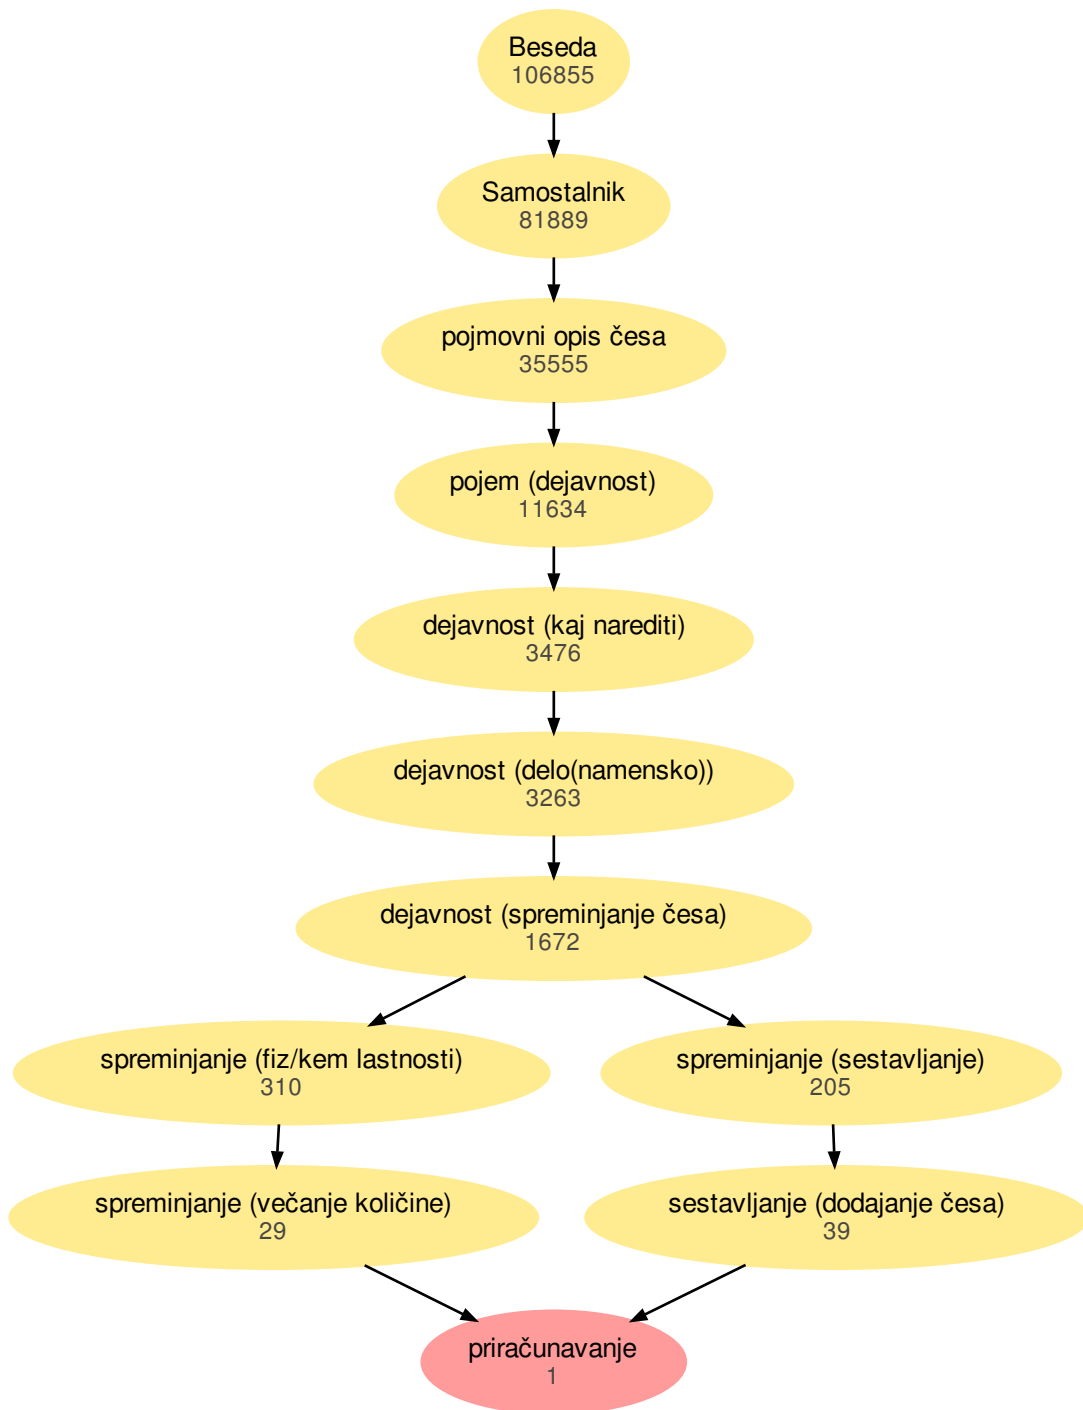 Beseda
106855
Samostalnik
81889
pojmovni opis česa
35555
pojem (dejavnost)
11634
dejavnost (kaj narediti)
3476
dejavnost (delo(namensko))
3263
dejavnost (spreminjanje česa)
1672
spreminjanje (fiz/kem lastnosti)
310
spreminjanje (sestavljanje)
205
spreminjanje (večanje količine)
29
sestavljanje (dodajanje česa)
39
priračunavanje
1